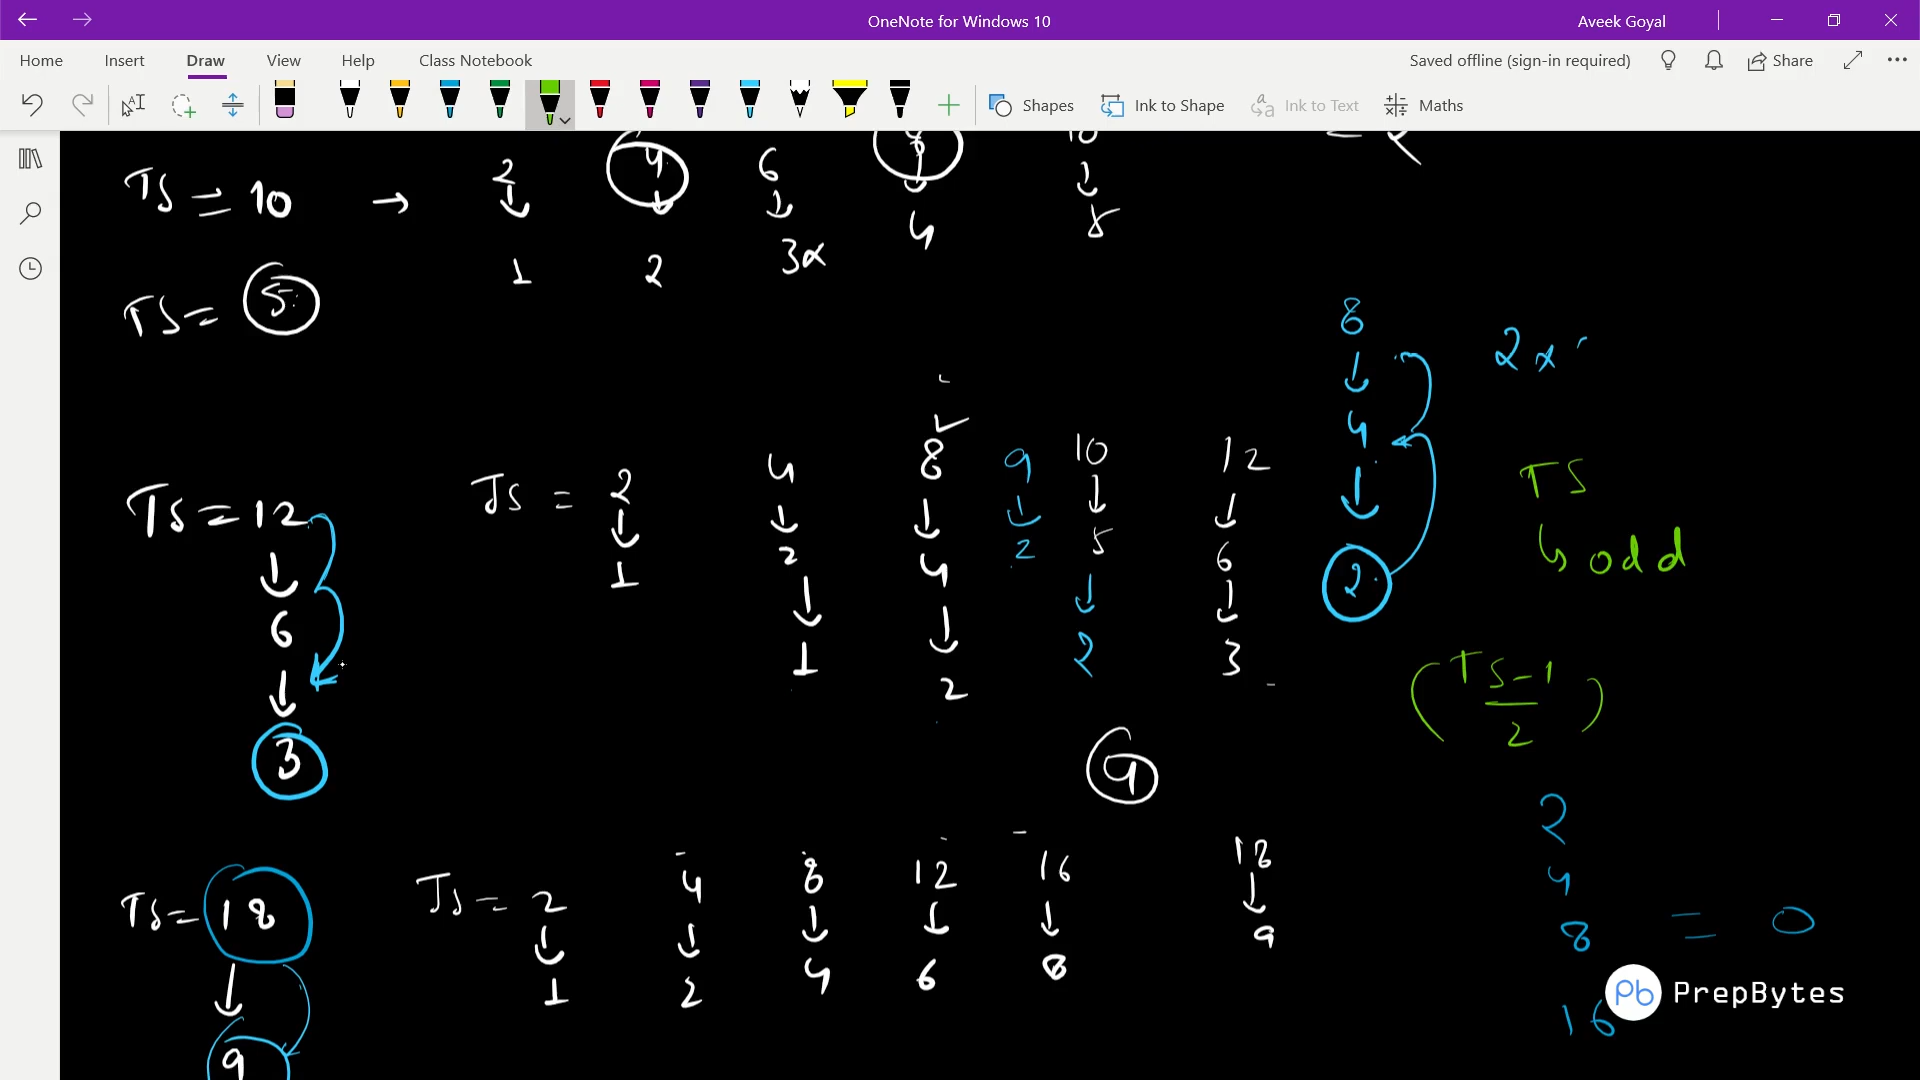 OneNote for Windows 10
Aveek Goyal
Home Insert Draw View Help Class Notebook
Saved offline (sign-in required) Share
Shapes Ink to Shape Ink to Text Maths
TS = 10 → 2 4 6 8 10
1 2 3x 4 5
TS = 5
8
2x
4
TS = 12
TS = 2 4 8 9 10 12
1 2 4 2 5 6
1 2 2 3
6
3
2
TS
↳ odd
(TS-1
2)
9
2
4
8 = 0
16
TS = 18
TS = 2 4 8 12 16 18
1 2 4 6 8 9
9
Pb PrepBytes